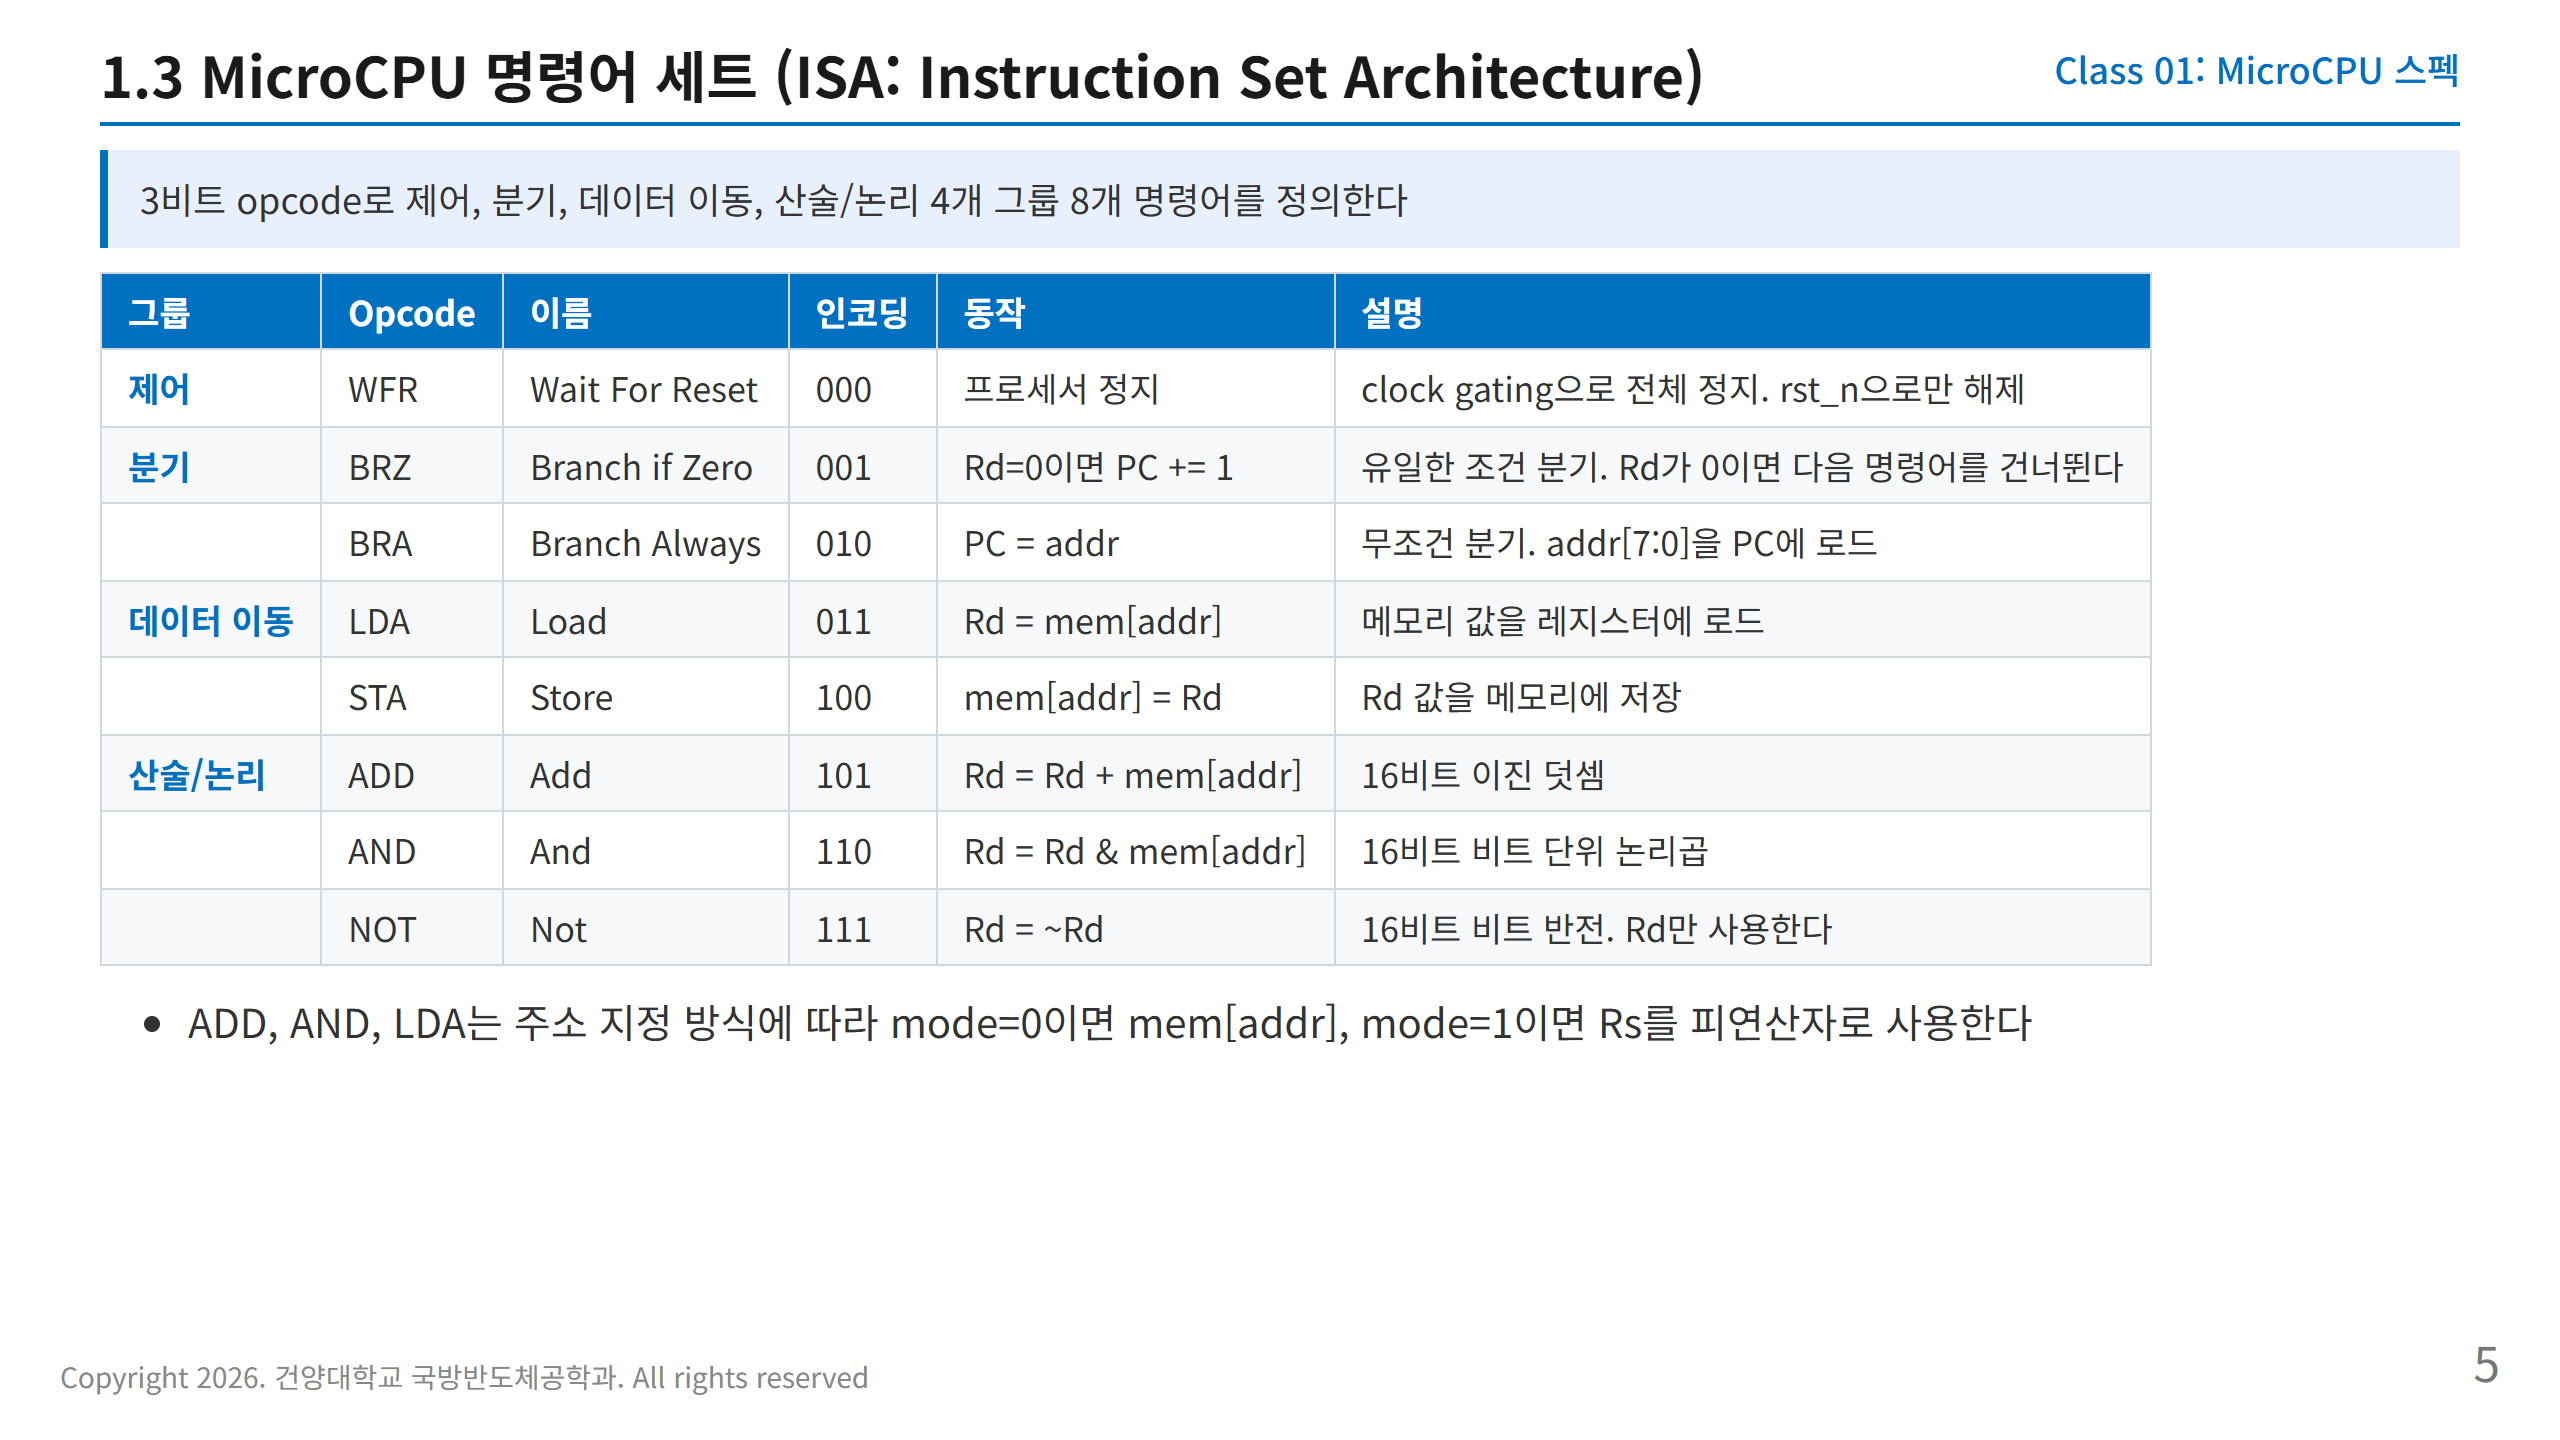 1.3 MicroCPU 명령어 세트 (ISA: Instruction Set Architecture)
Class 01: MicroCPU 스펙
3비트 opcode로 제어, 분기, 데이터 이동, 산술/논리 4개 그룹 8개 명령어를 정의한다
그룹 Opcode 이름 인코딩 동작 설명
제어 WFR Wait For Reset 000 프로세서 정지 clock gating으로 전체 정지. rst_n으로만 해제
분기 BRZ Branch if Zero 001 Rd=0이면 PC += 1 유일한 조건 분기. Rd가 0이면 다음 명령어를 건너뛴다
BRA Branch Always 010 PC = addr 무조건 분기. addr[7:0]을 PC에 로드
데이터 이동 LDA Load 011 Rd = mem[addr] 메모리 값을 레지스터에 로드
STA Store 100 mem[addr] = Rd Rd 값을 메모리에 저장
산술/논리 ADD Add 101 Rd = Rd + mem[addr] 16비트 이진 덧셈
AND And 110 Rd = Rd & mem[addr] 16비트 비트 단위 논리곱
NOT Not 111 Rd = ~Rd 16비트 비트 반전. Rd만 사용한다
• ADD, AND, LDA는 주소 지정 방식에 따라 mode=0이면 mem[addr], mode=1이면 Rs를 피연산자로 사용한다
Copyright 2026. 건양대학교 국방반도체공학과. All rights reserved
5